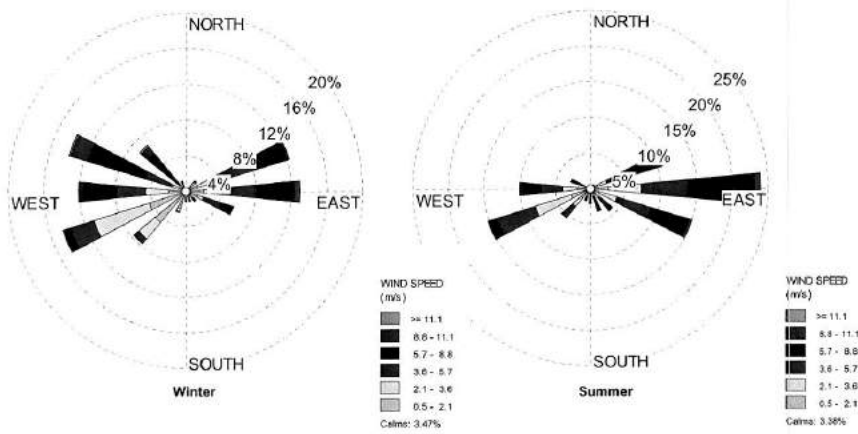 NORTH
20%
16%
12%
8%
4%
WEST
EAST
SOUTH
Winter
WIND SPEED
(m/s)
>= 11.1
8.8 - 11.1
5.7 - 8.8
3.6 - 5.7
2.1 - 3.6
0.5 - 2.1
Calms: 3.47%
NORTH
25%
20%
15%
10%
5%
WEST
EAST
SOUTH
Summer
WIND SPEED
(m/s)
>= 11.1
8.8 - 11.1
5.7 - 8.8
3.6 - 5.7
2.1 - 3.6
0.5 - 2.1
Calms: 3.38%